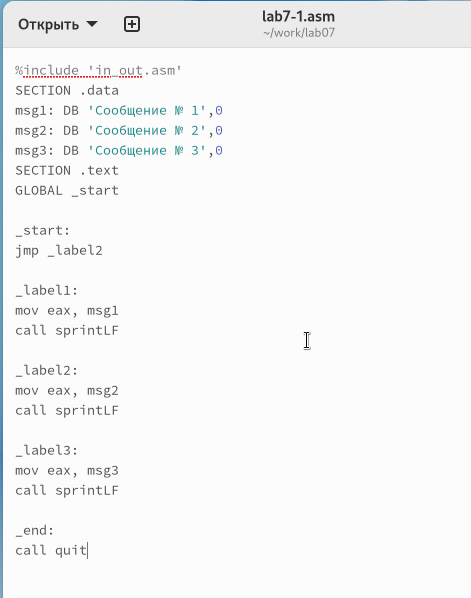 Открыть
lab7-1.asm
~/work/lab07
%include 'in_out.asm'
SECTION .data
msg1: DB 'Сообщение № 1',0
msg2: DB 'Сообщение № 2',0
msg3: DB 'Сообщение № 3',0
SECTION .text
GLOBAL _start

_start:
jmp _label2

_label1:
mov eax, msg1
call sprintLF

_label2:
mov eax, msg2
call sprintLF

_label3:
mov eax, msg3
call sprintLF

_end:
call quit